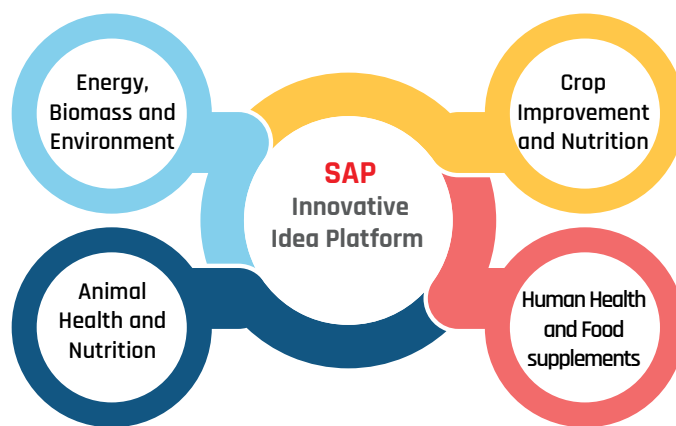 Energy,
Biomass and
Environment
Crop
Improvement
and Nutrition
SAP
Innovative
Idea Platform
Animal
Health and
Nutrition
Human Health
and Food
supplements